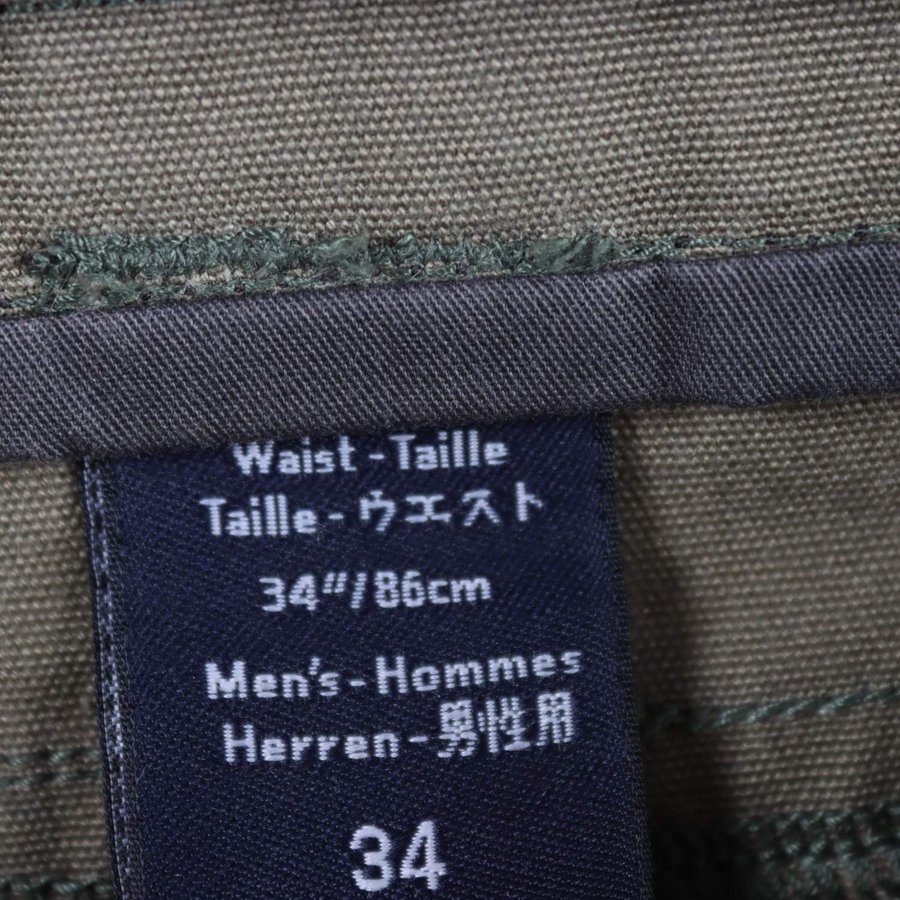 Waist - Taille
Taille - ウエスト
34"/86cm
Men's - Hommes
Herren - 男性用
34